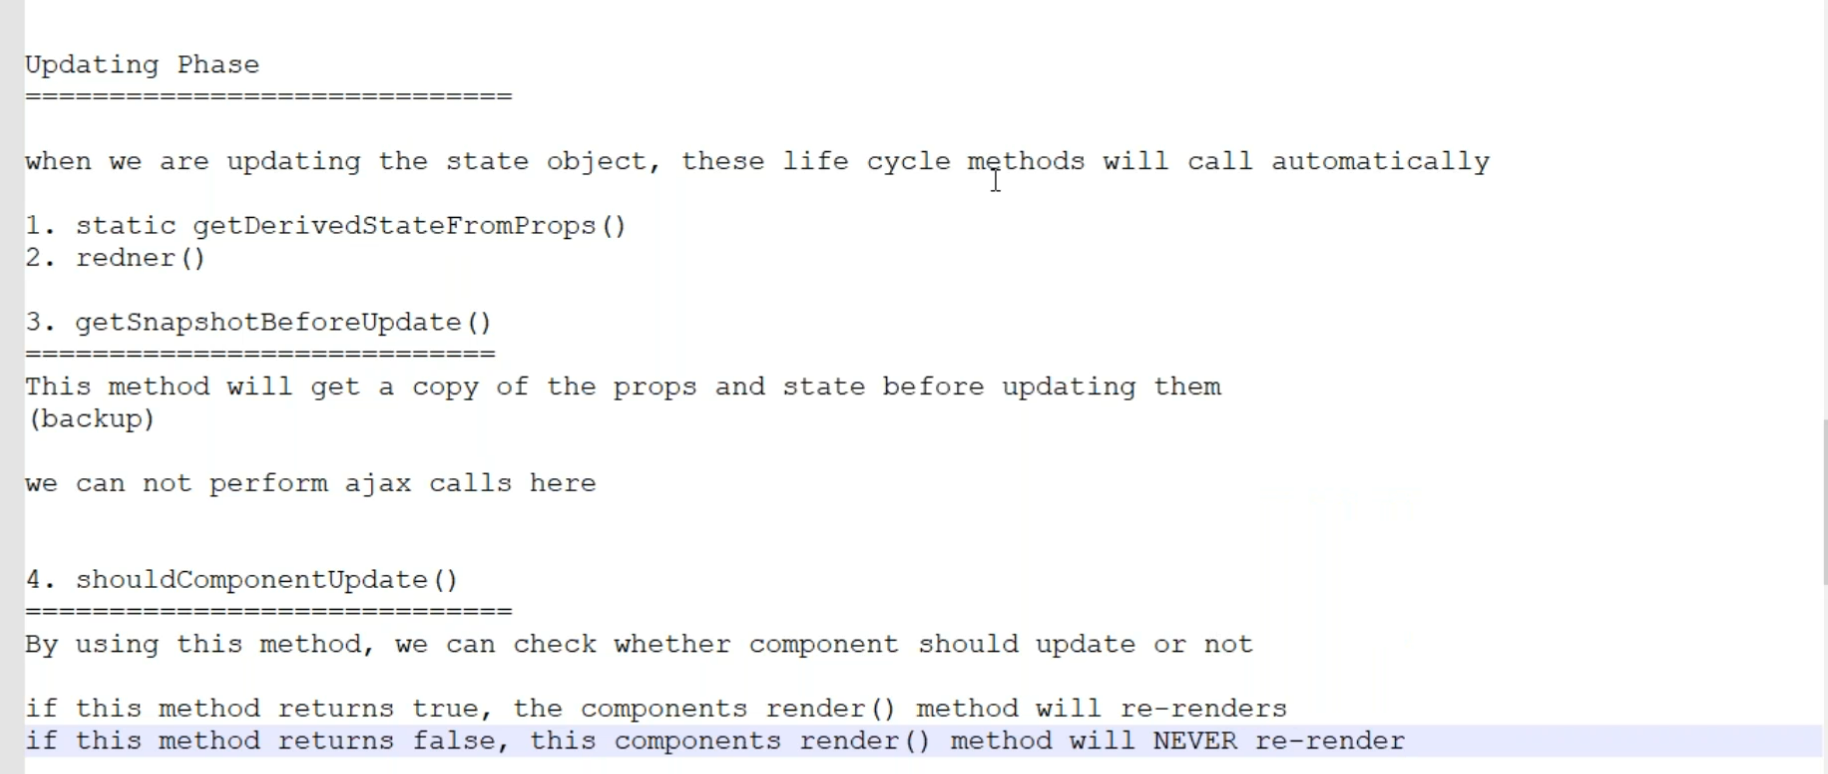 Updating Phase
=============================
when we are updating the state object, these life cycle methods will call automatically
1. static getDerivedStateFromProps()
2. redner()
3. getSnapshotBeforeUpdate()
============================
This method will get a copy of the props and state before updating them
(backup)
we can not perform ajax calls here
4. shouldComponentUpdate()
=============================
By using this method, we can check whether component should update or not
if this method returns true, the components render() method will re-renders
if this method returns false, this components render() method will NEVER re-render